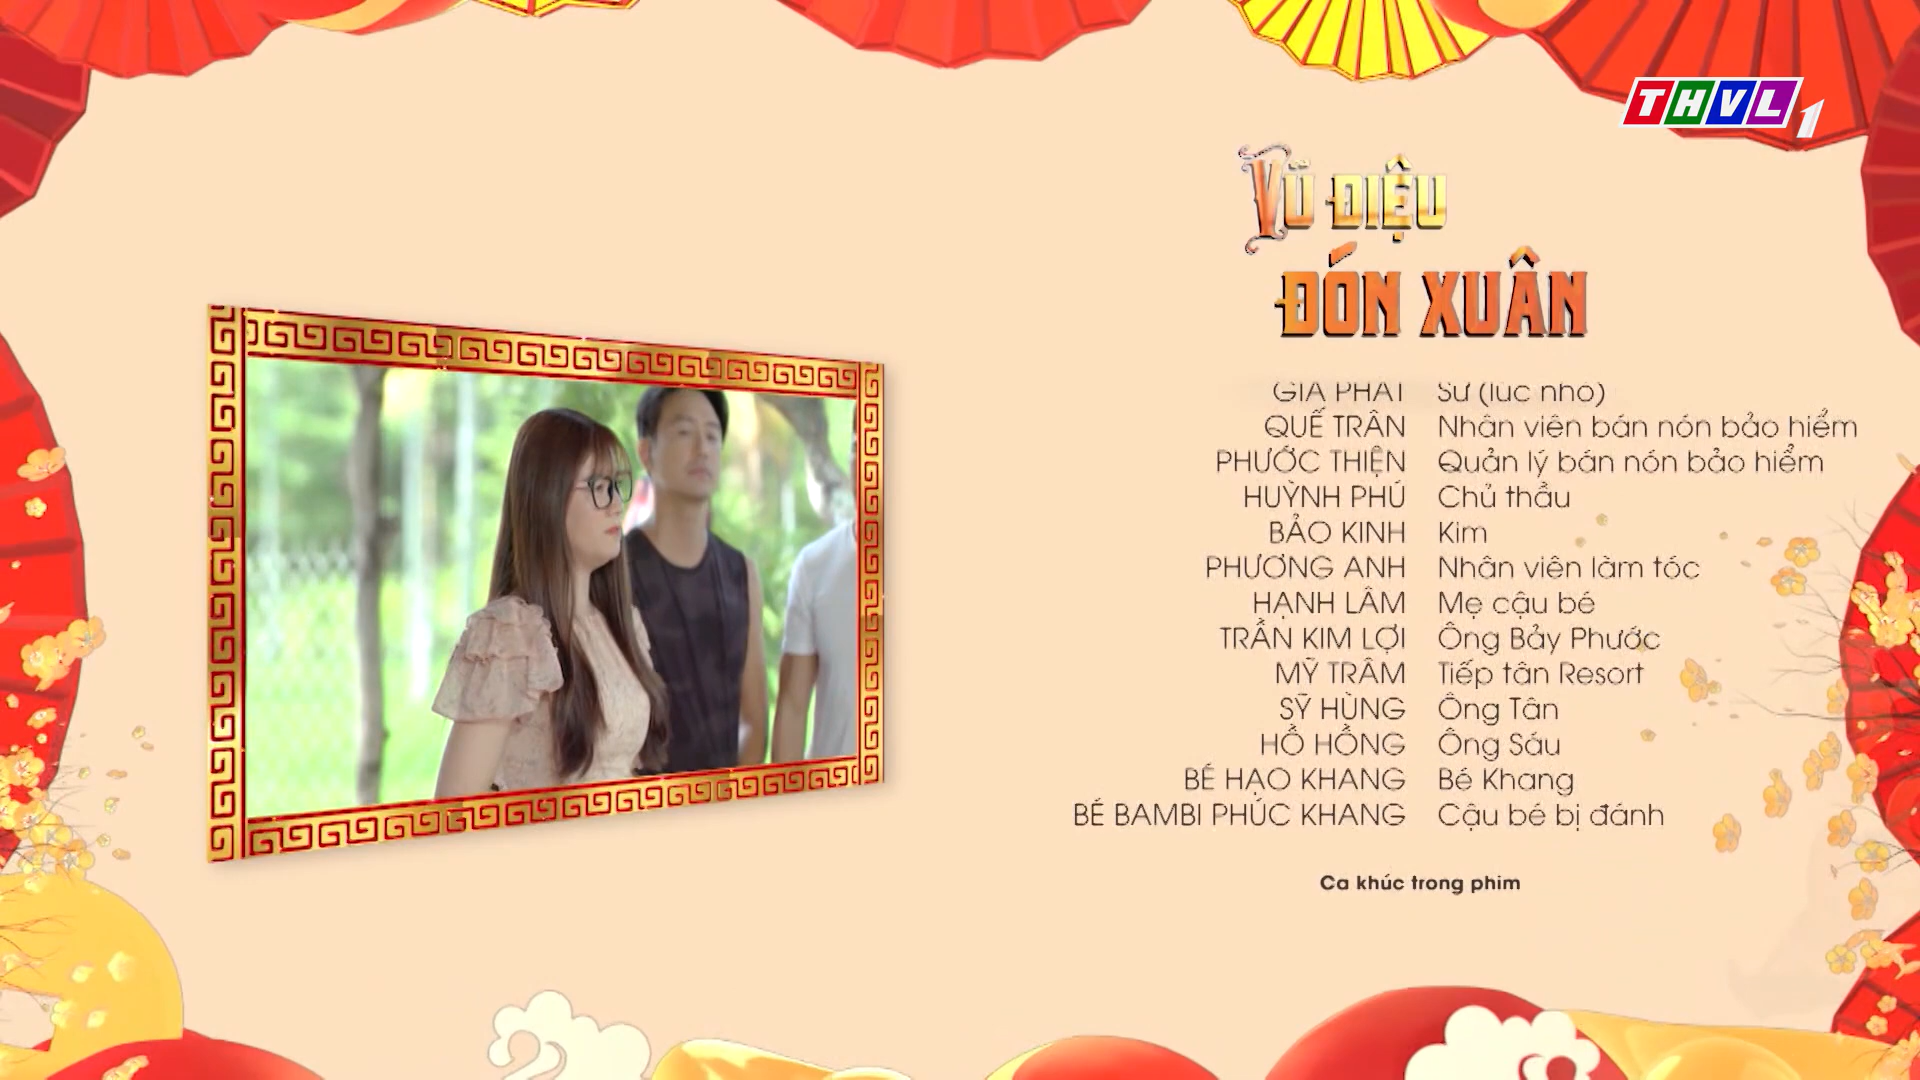 THVL1
VŨ ĐIỆU
ĐÓN XUÂN
GIA PHÁT Sự (lúc nhỏ)
QUẾ TRÂN Nhân viên bán nón bảo hiểm
PHƯỚC THIỆN Quản lý bán nón bảo hiểm
HUỲNH PHÚ Chủ thầu
BẢO KINH Kim
PHƯƠNG ANH Nhân viên làm tóc
HẠNH LÂM Mẹ cậu bé
TRẦN KIM LỢI Ông Bảy Phước
MỸ TRÂM Tiếp tân Resort
SỸ HÙNG Ông Tân
HỒ HỒNG Ông Sáu
BÉ HẠO KHANG Bé Khang
BÉ BAMBI PHÚC KHANG Cậu bé bị đánh
Ca khúc trong phim